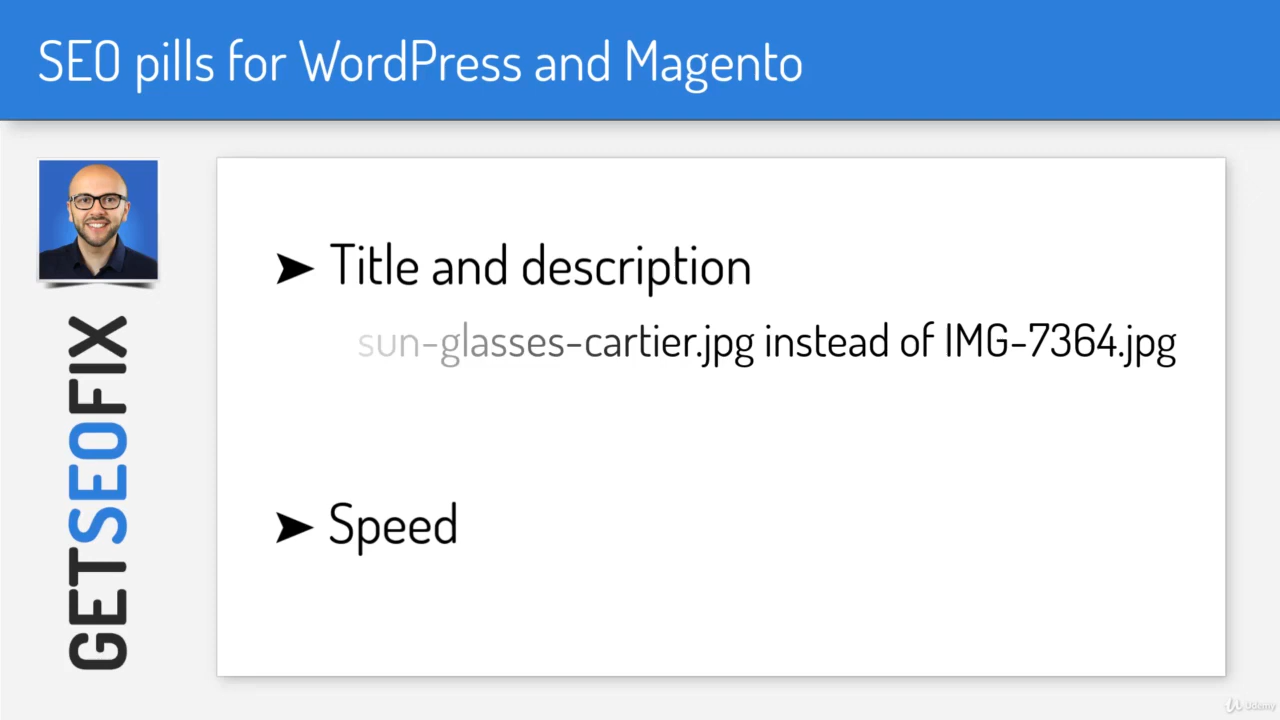 SEO pills for WordPress and Magento
GETSEOFIX
➤ Title and description
sun-glasses-cartier.jpg instead of IMG-7364.jpg
➤ Speed
Udemy